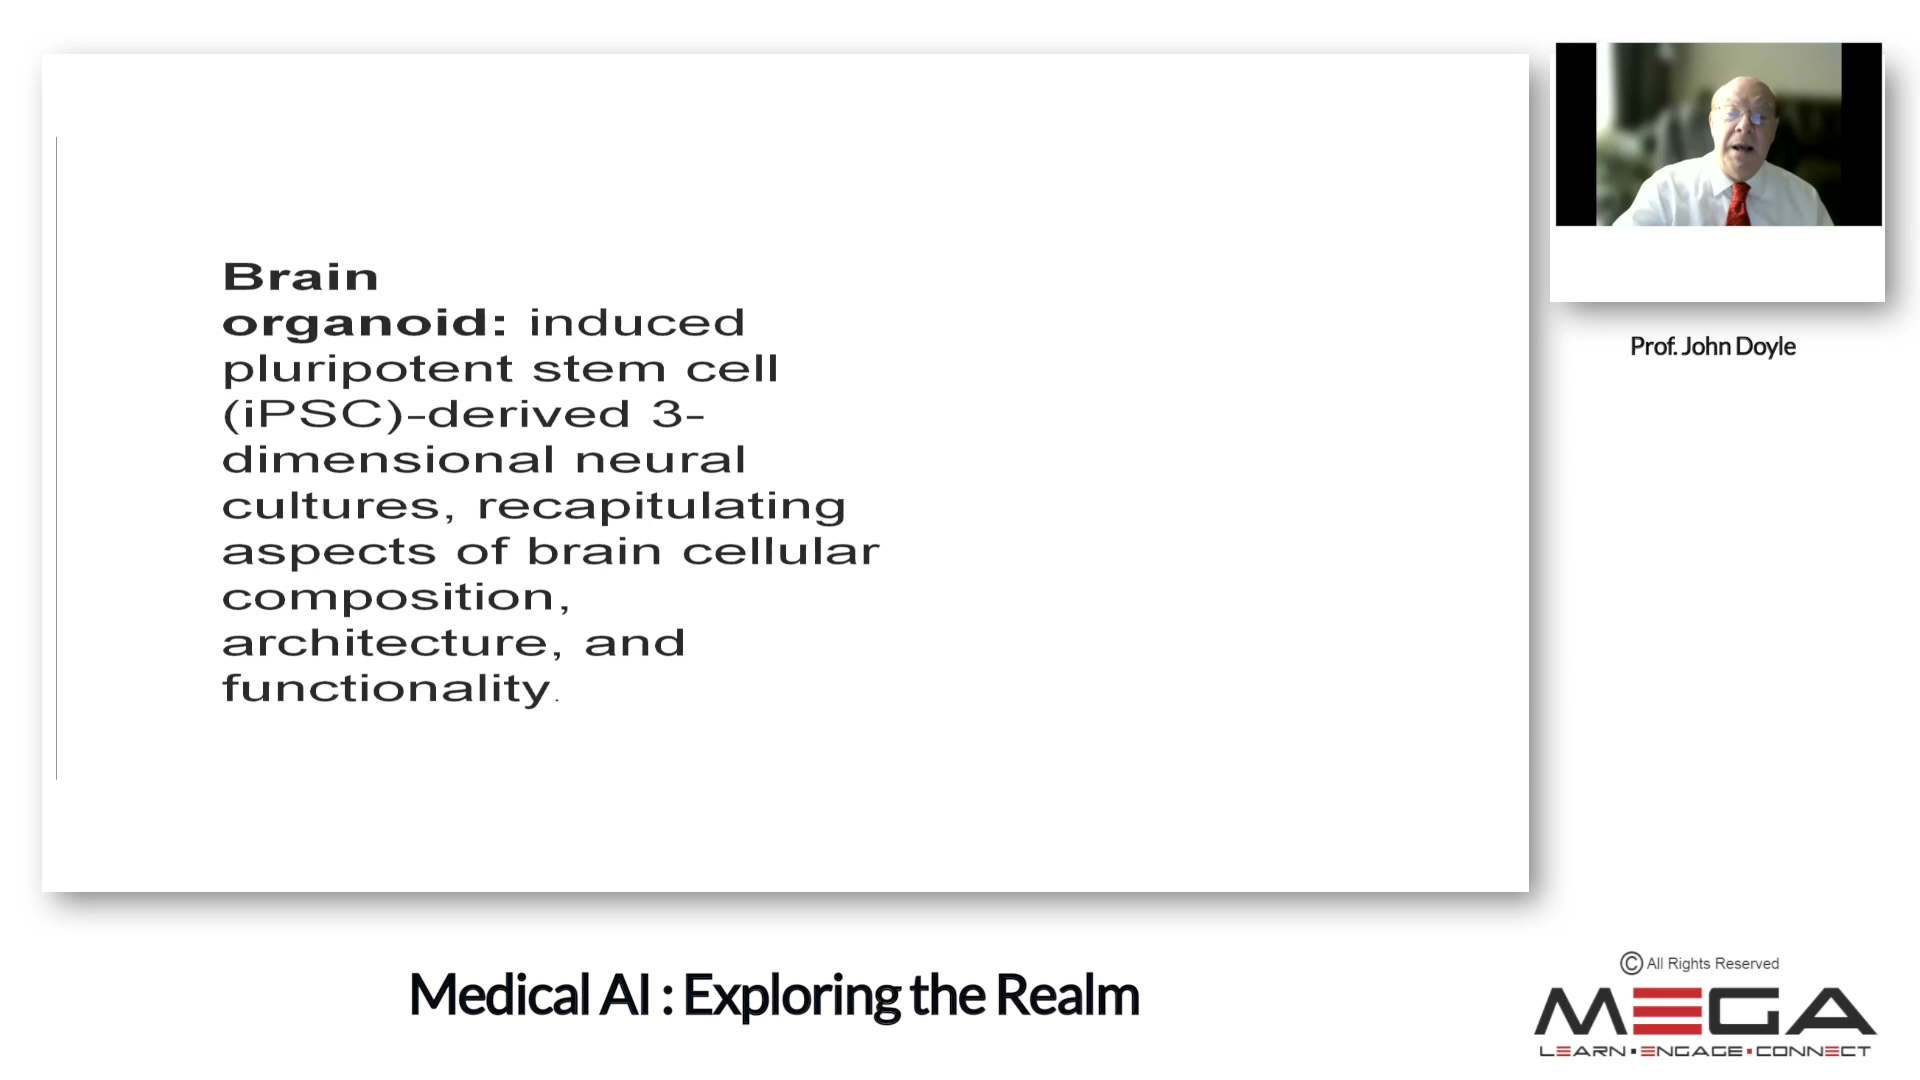 Brain
organoid: induced
pluripotent stem cell
(iPSC)-derived 3-
dimensional neural
cultures, recapitulating
aspects of brain cellular
composition,
architecture, and
functionality.
Prof. John Doyle
Medical AI : Exploring the Realm
© All Rights Reserved
MEGA
LEARN▪ENGAGE▪CONNECT